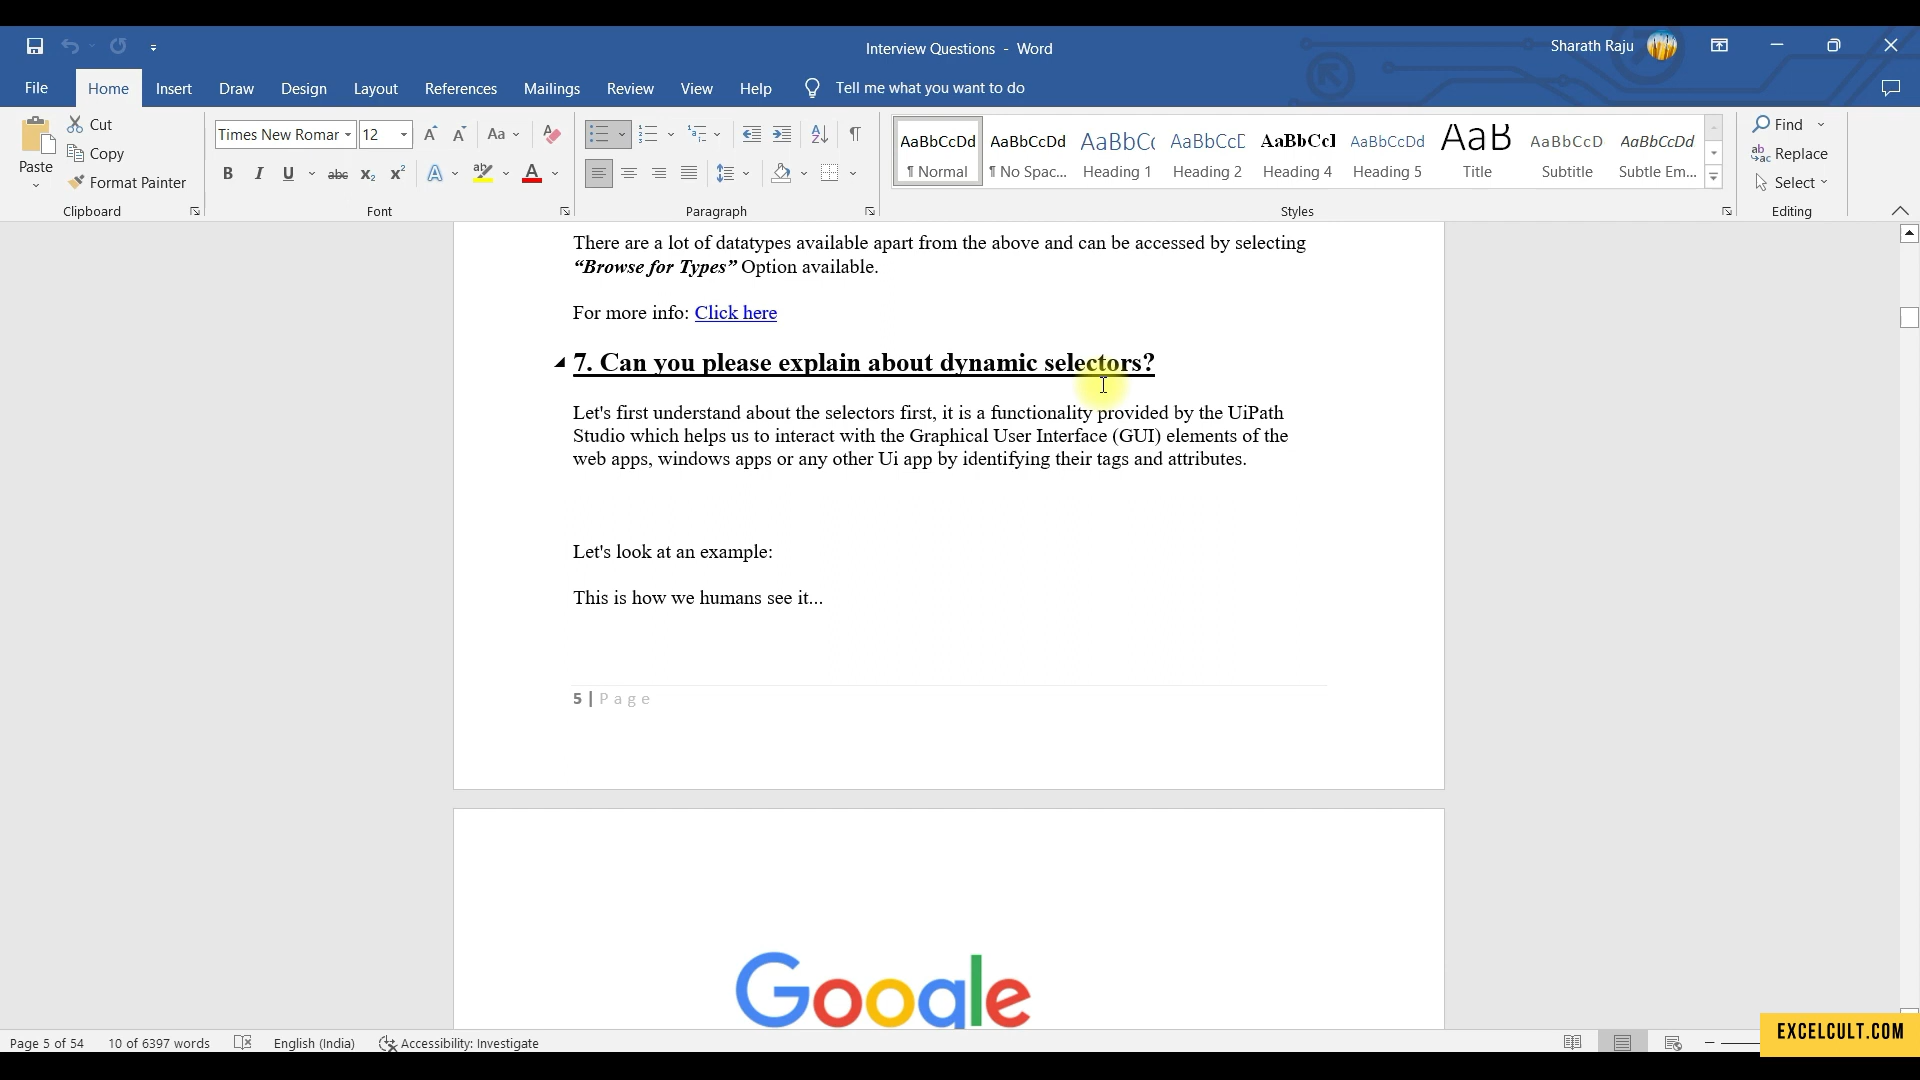 Interview Questions - Word
Sharath Raju
File Home Insert Draw Design Layout References Mailings Review View Help Tell me what you want to do
Paste
Cut
Copy
Format Painter
Clipboard
Times New Romar 12
Aa
B I U abc x₂ x²
A
Font
Paragraph
AaBbCcDd AaBbCcDd AaBbCc AaBbCcD AaBbCcI AaBbCcDd AaB AaBbCcD AaBbCcDd
¶ Normal ¶ No Spac... Heading 1 Heading 2 Heading 4 Heading 5 Title Subtitle Subtle Em...
Styles
Find
Replace
Select
Editing
There are a lot of datatypes available apart from the above and can be accessed by selecting
“Browse for Types” Option available.
For more info: Click here
7. Can you please explain about dynamic selectors?
Let's first understand about the selectors first, it is a functionality provided by the UiPath
Studio which helps us to interact with the Graphical User Interface (GUI) elements of the
web apps, windows apps or any other Ui app by identifying their tags and attributes.
Let's look at an example:
This is how we humans see it...
5 | Page
Google
Page 5 of 54 10 of 6397 words English (India) Accessibility: Investigate
EXCELCULT.COM